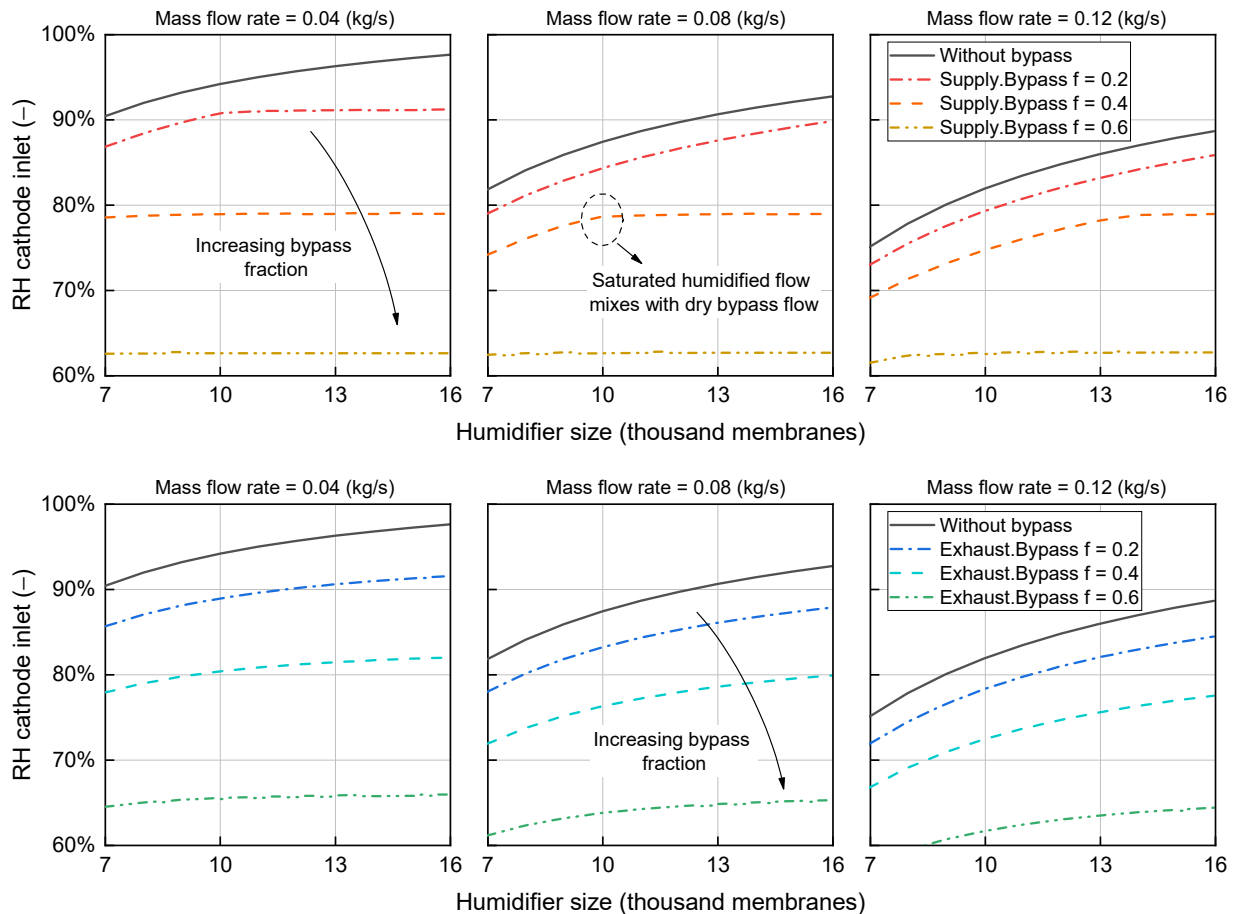 Mass flow rate = 0.04 (kg/s)
Mass flow rate = 0.08 (kg/s)
Mass flow rate = 0.12 (kg/s)
RH cathode inlet (−)
100%
90%
80%
70%
60%
Increasing bypass
fraction
Saturated humidified flow
mixes with dry bypass flow
Without bypass
Supply.Bypass f = 0.2
Supply.Bypass f = 0.4
Supply.Bypass f = 0.6
7 10 13 16
7 10 13 16
7 10 13 16
Humidifier size (thousand membranes)
Mass flow rate = 0.04 (kg/s)
Mass flow rate = 0.08 (kg/s)
Mass flow rate = 0.12 (kg/s)
RH cathode inlet (−)
100%
90%
80%
70%
60%
Increasing bypass
fraction
Without bypass
Exhaust.Bypass f = 0.2
Exhaust.Bypass f = 0.4
Exhaust.Bypass f = 0.6
7 10 13 16
7 10 13 16
7 10 13 16
Humidifier size (thousand membranes)